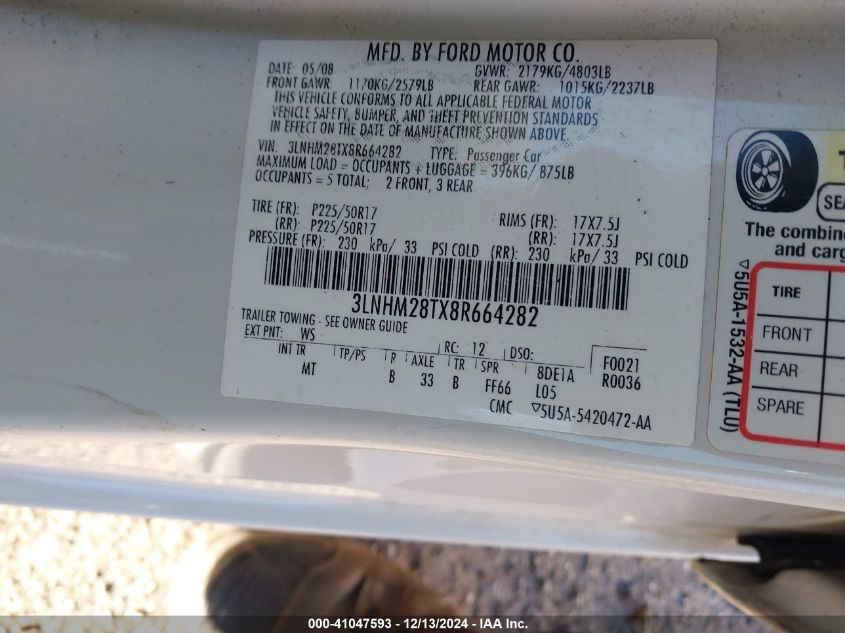 MFD. BY FORD MOTOR CO.
DATE 05/08 GVWR: 2179KG/4803LB
FRONT GAWR: 1170KG/2579LB REAR GAWR: 1015KG/2237LB
THIS VEHICLE CONFORMS TO ALL APPLICABLE FEDERAL MOTOR
VEHICLE SAFETY, BUMPER, AND THEFT PREVENTION STANDARDS
IN EFFECT ON THE DATE OF MANUFACTURE SHOWN ABOVE.
VIN: 3LNHM28TX8R664282 TYPE: Passenger Car
MAXIMUM LOAD = OCCUPANTS + LUGGAGE = 396KG/ 875LB
OCCUPANTS = 5 TOTAL; 2 FRONT, 3 REAR
TIRE (FR): P225/50R17 RIMS (FR): 17X7.5J
(RR): P225/50R17 (RR): 17X7.5J
PRESSURE (FR): 230 kPa/ 33 PSI COLD (RR): 230 kPa/ 33 PSI COLD
3LNHM28TX8R664282
TRAILER TOWING - SEE OWNER GUIDE
EXT PNT: WS RC: 12 DSO: F0021
INT TR TP/PS R AXLE TR SPR 8DE1A R0036
MT B 33 B FF66 L05
CMC ▽5U5A-5420472-AA
▽5U5A-1532-AA (TLU)
T
SEA
The combine
and carg
TIRE
FRONT
REAR
SPARE
000-41047593 - 12/13/2024 - IAA Inc.